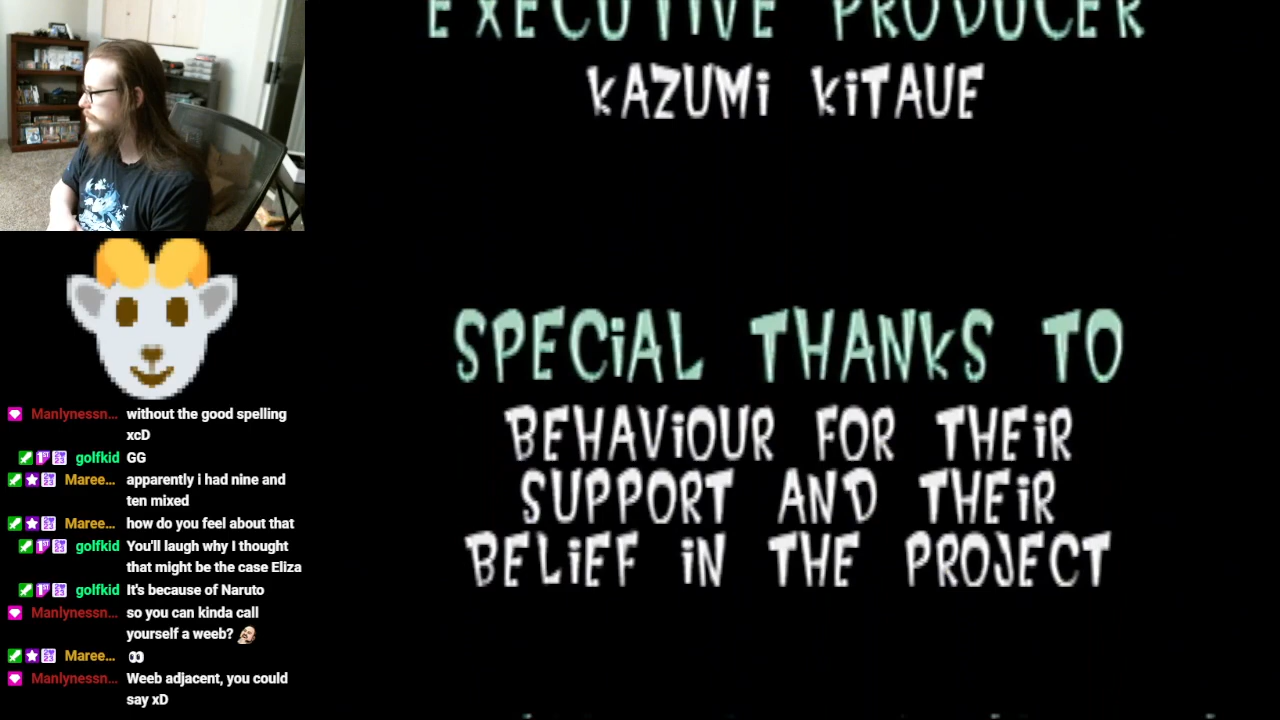 EXECUTIVE PRODUCER
KAZUMi KiTAUE
SPECiAL THANKS TO
BEHAViOUR FOR THEiR
SUPPORT AND THEiR
BELiEF iN THE PROJECT
Manlynessn... without the good spelling
xcD
golfkid GG
Maree... apparently i had nine and
ten mixed
Maree... how do you feel about that
golfkid You'll laugh why I thought
that might be the case Eliza
golfkid It's because of Naruto
Manlynessn... so you can kinda call
yourself a weeb?
Maree...
Manlynessn... Weeb adjacent, you could
say xD